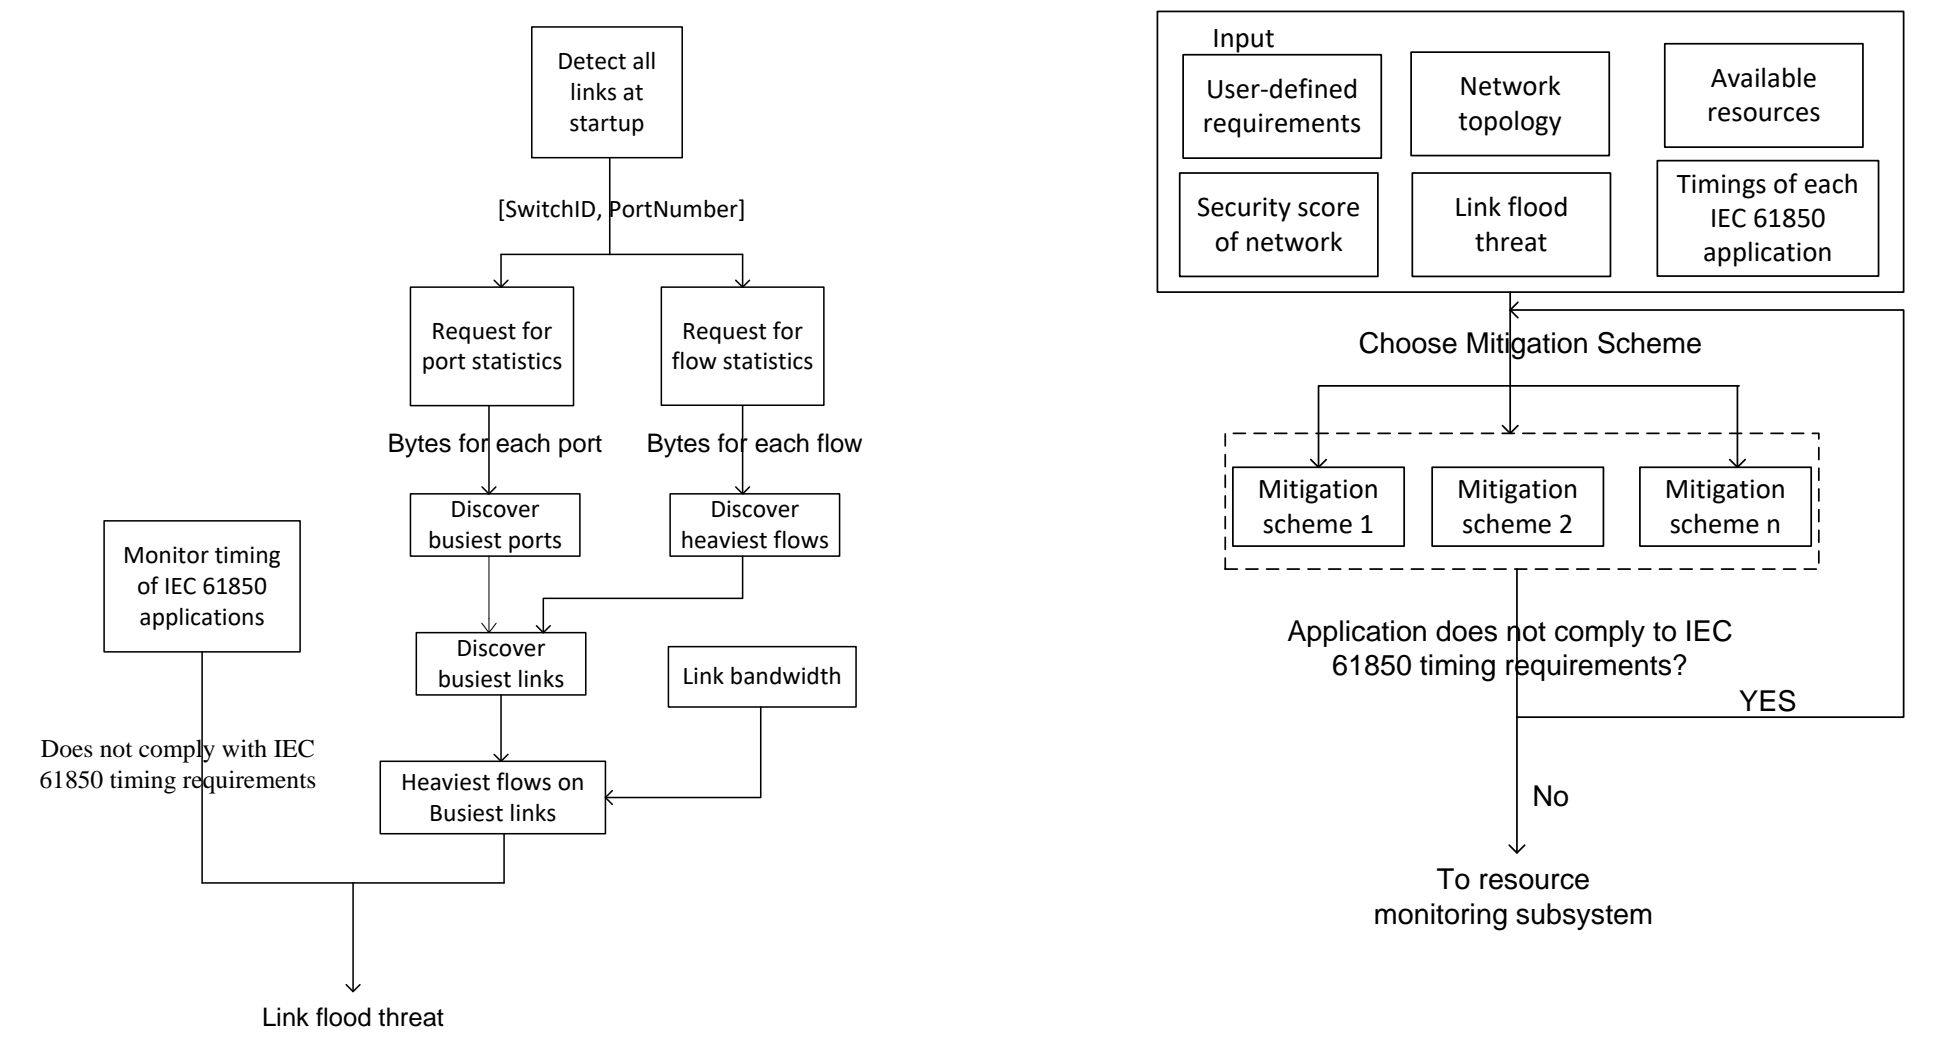 Detect all
links at
startup
[SwitchID, PortNumber]
Request for
port statistics
Request for
flow statistics
Bytes for each port
Bytes for each flow
Discover
busiest ports
Discover
heaviest flows
Monitor timing
of IEC 61850
applications
Discover
busiest links
Link bandwidth
Does not comply with IEC
61850 timing requirements
Heaviest flows on
Busiest links
Link flood threat
Input
User-defined
requirements
Network
topology
Available
resources
Security score
of network
Link flood
threat
Timings of each
IEC 61850
application
Choose Mitigation Scheme
Mitigation
scheme 1
Mitigation
scheme 2
Mitigation
scheme n
Application does not comply to IEC
61850 timing requirements?
YES
No
To resource
monitoring subsystem